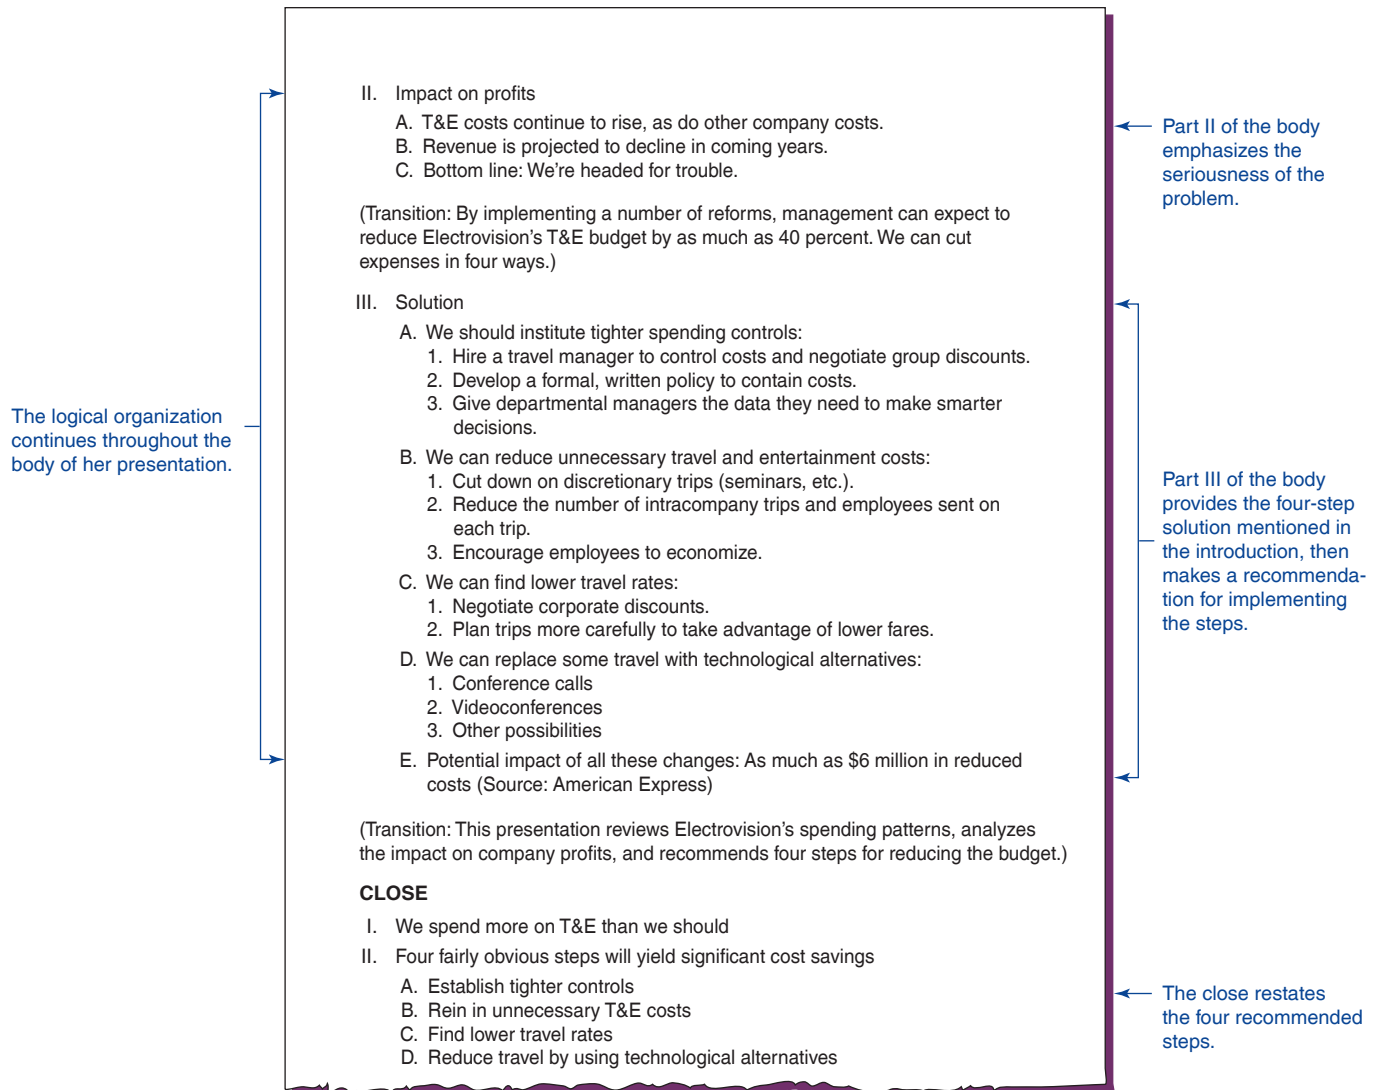 II. Impact on profits
A. T&E costs continue to rise, as do other company costs.
B. Revenue is projected to decline in coming years.
C. Bottom line: We're headed for trouble.
(Transition: By implementing a number of reforms, management can expect to
reduce Electrovision's T&E budget by as much as 40 percent. We can cut
expenses in four ways.)
III. Solution
A. We should institute tighter spending controls:
1. Hire a travel manager to control costs and negotiate group discounts.
2. Develop a formal, written policy to contain costs.
3. Give departmental managers the data they need to make smarter
decisions.
B. We can reduce unnecessary travel and entertainment costs:
1. Cut down on discretionary trips (seminars, etc.).
2. Reduce the number of intracompany trips and employees sent on
each trip.
3. Encourage employees to economize.
C. We can find lower travel rates:
1. Negotiate corporate discounts.
2. Plan trips more carefully to take advantage of lower fares.
D. We can replace some travel with technological alternatives:
1. Conference calls
2. Videoconferences
3. Other possibilities
E. Potential impact of all these changes: As much as $6 million in reduced
costs (Source: American Express)
(Transition: This presentation reviews Electrovision's spending patterns, analyzes
the impact on company profits, and recommends four steps for reducing the budget.)
CLOSE
I. We spend more on T&E than we should
II. Four fairly obvious steps will yield significant cost savings
A. Establish tighter controls
B. Rein in unnecessary T&E costs
C. Find lower travel rates
D. Reduce travel by using technological alternatives
The logical organization
continues throughout the
body of her presentation.
Part II of the body
emphasizes the
seriousness of the
problem.
Part III of the body
provides the four-step
solution mentioned in
the introduction, then
makes a recommenda-
tion for implementing
the steps.
The close restates
the four recommended
steps.